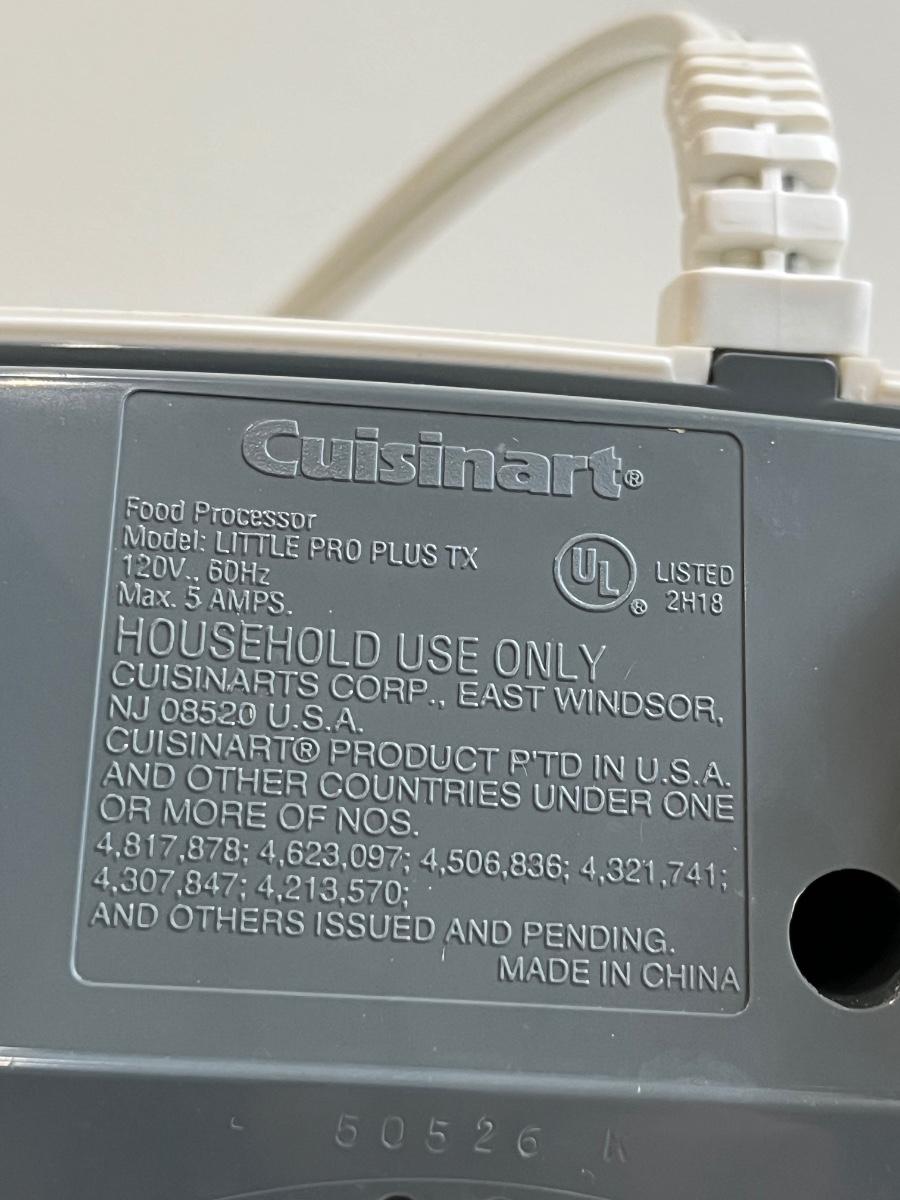 Cuisinart®
Food Processor
Model: LITTLE PRO PLUS TX
120V.. 60Hz
Max. 5 AMPS.
UL® LISTED
2H18
HOUSEHOLD USE ONLY
CUISINARTS CORP., EAST WINDSOR,
NJ 08520 U.S.A.
CUISINART® PRODUCT P'TD IN U.S.A.
AND OTHER COUNTRIES UNDER ONE
OR MORE OF NOS.
4,817,878; 4,623,097; 4,506,836; 4,321,741;
4,307,847; 4,213,570;
AND OTHERS ISSUED AND PENDING.
MADE IN CHINA
50526 K